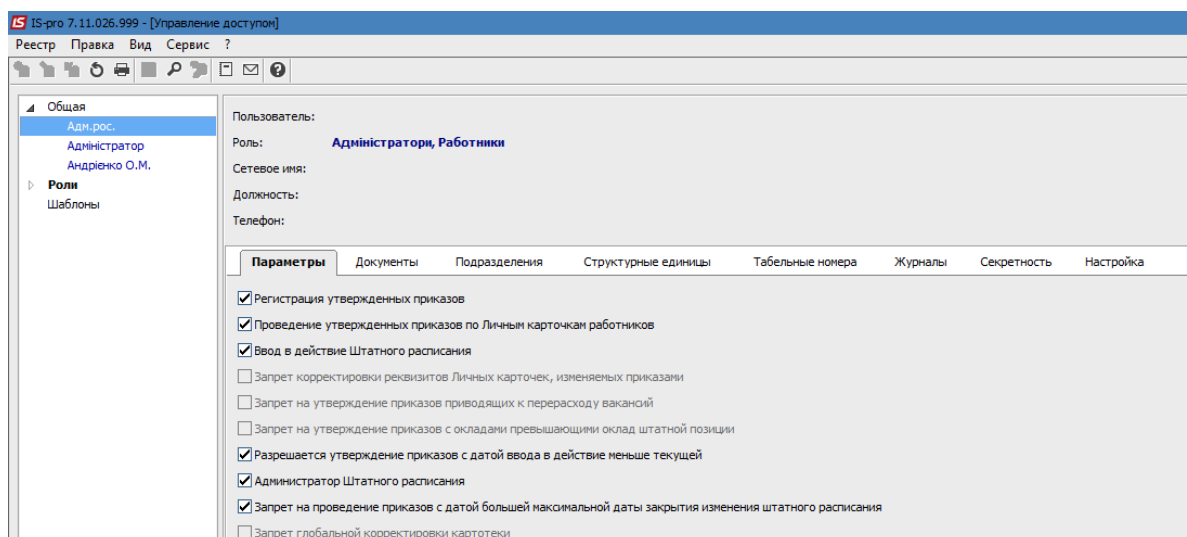 IS IS-pro 7.11.026.999 - [Управление доступом]
Реестр Правка Вид Сервис ?
Общая
Адм.рос.
Адміністратор
Андрієнко О.М.
Роли
Шаблоны
Пользователь:
Роль: Адміністратори, Работники
Сетевое имя:
Должность:
Телефон:
Параметры Документы Подразделения Структурные единицы Табельные номера Журналы Секретность Настройка
Регистрация утвержденных приказов
Проведение утвержденных приказов по Личным карточкам работников
Ввод в действие Штатного расписания
Запрет корректировки реквизитов Личных карточек, изменяемых приказами
Запрет на утверждение приказов приводящих к перерасходу вакансий
Запрет на утверждение приказов с окладами превышающими оклад штатной позиции
Разрешается утверждение приказов с датой ввода в действие меньше текущей
Администратор Штатного расписания
Запрет на проведение приказов с датой большей максимальной даты закрытия изменения штатного расписания
Запрет глобальной корректировки картотеки